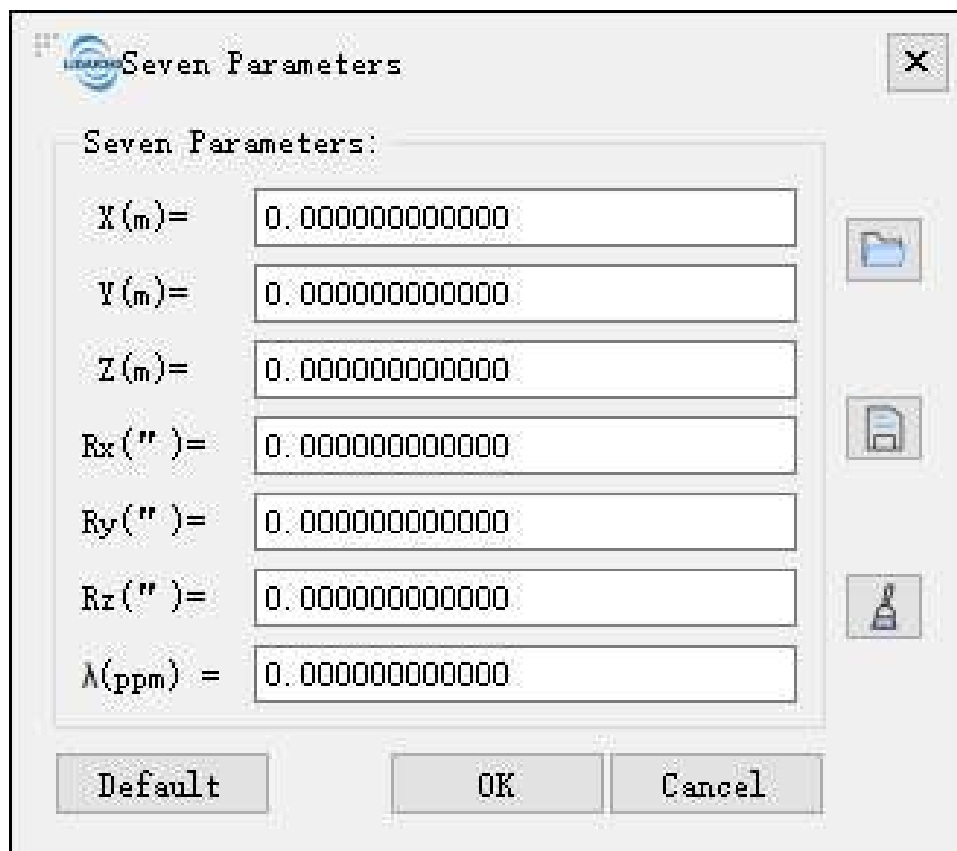 Seven Parameters
Seven Parameters:
X(m)= 0.000000000000
Y(m)= 0.000000000000
Z(m)= 0.000000000000
Rx(")= 0.000000000000
Ry(")= 0.000000000000
Rz(")= 0.000000000000
λ(ppm) = 0.000000000000
Default OK Cancel